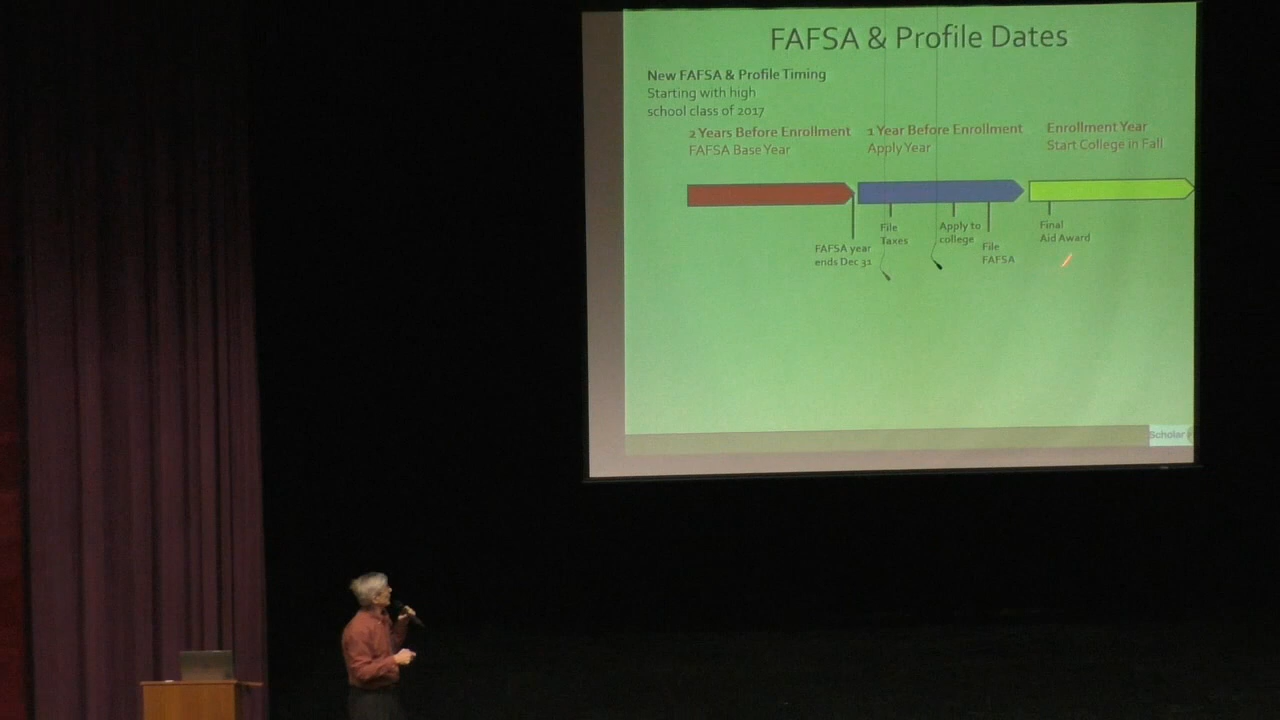 FAFSA & Profile Dates
New FAFSA & Profile Timing
Starting with high
school class of 2017
2 Years Before Enrollment
FAFSA Base Year
1 Year Before Enrollment
Apply Year
Enrollment Year
Start College in Fall
FAFSA year
ends Dec 31
File
Taxes
Apply to
college
File
FAFSA
Final
Aid Award
Scholar